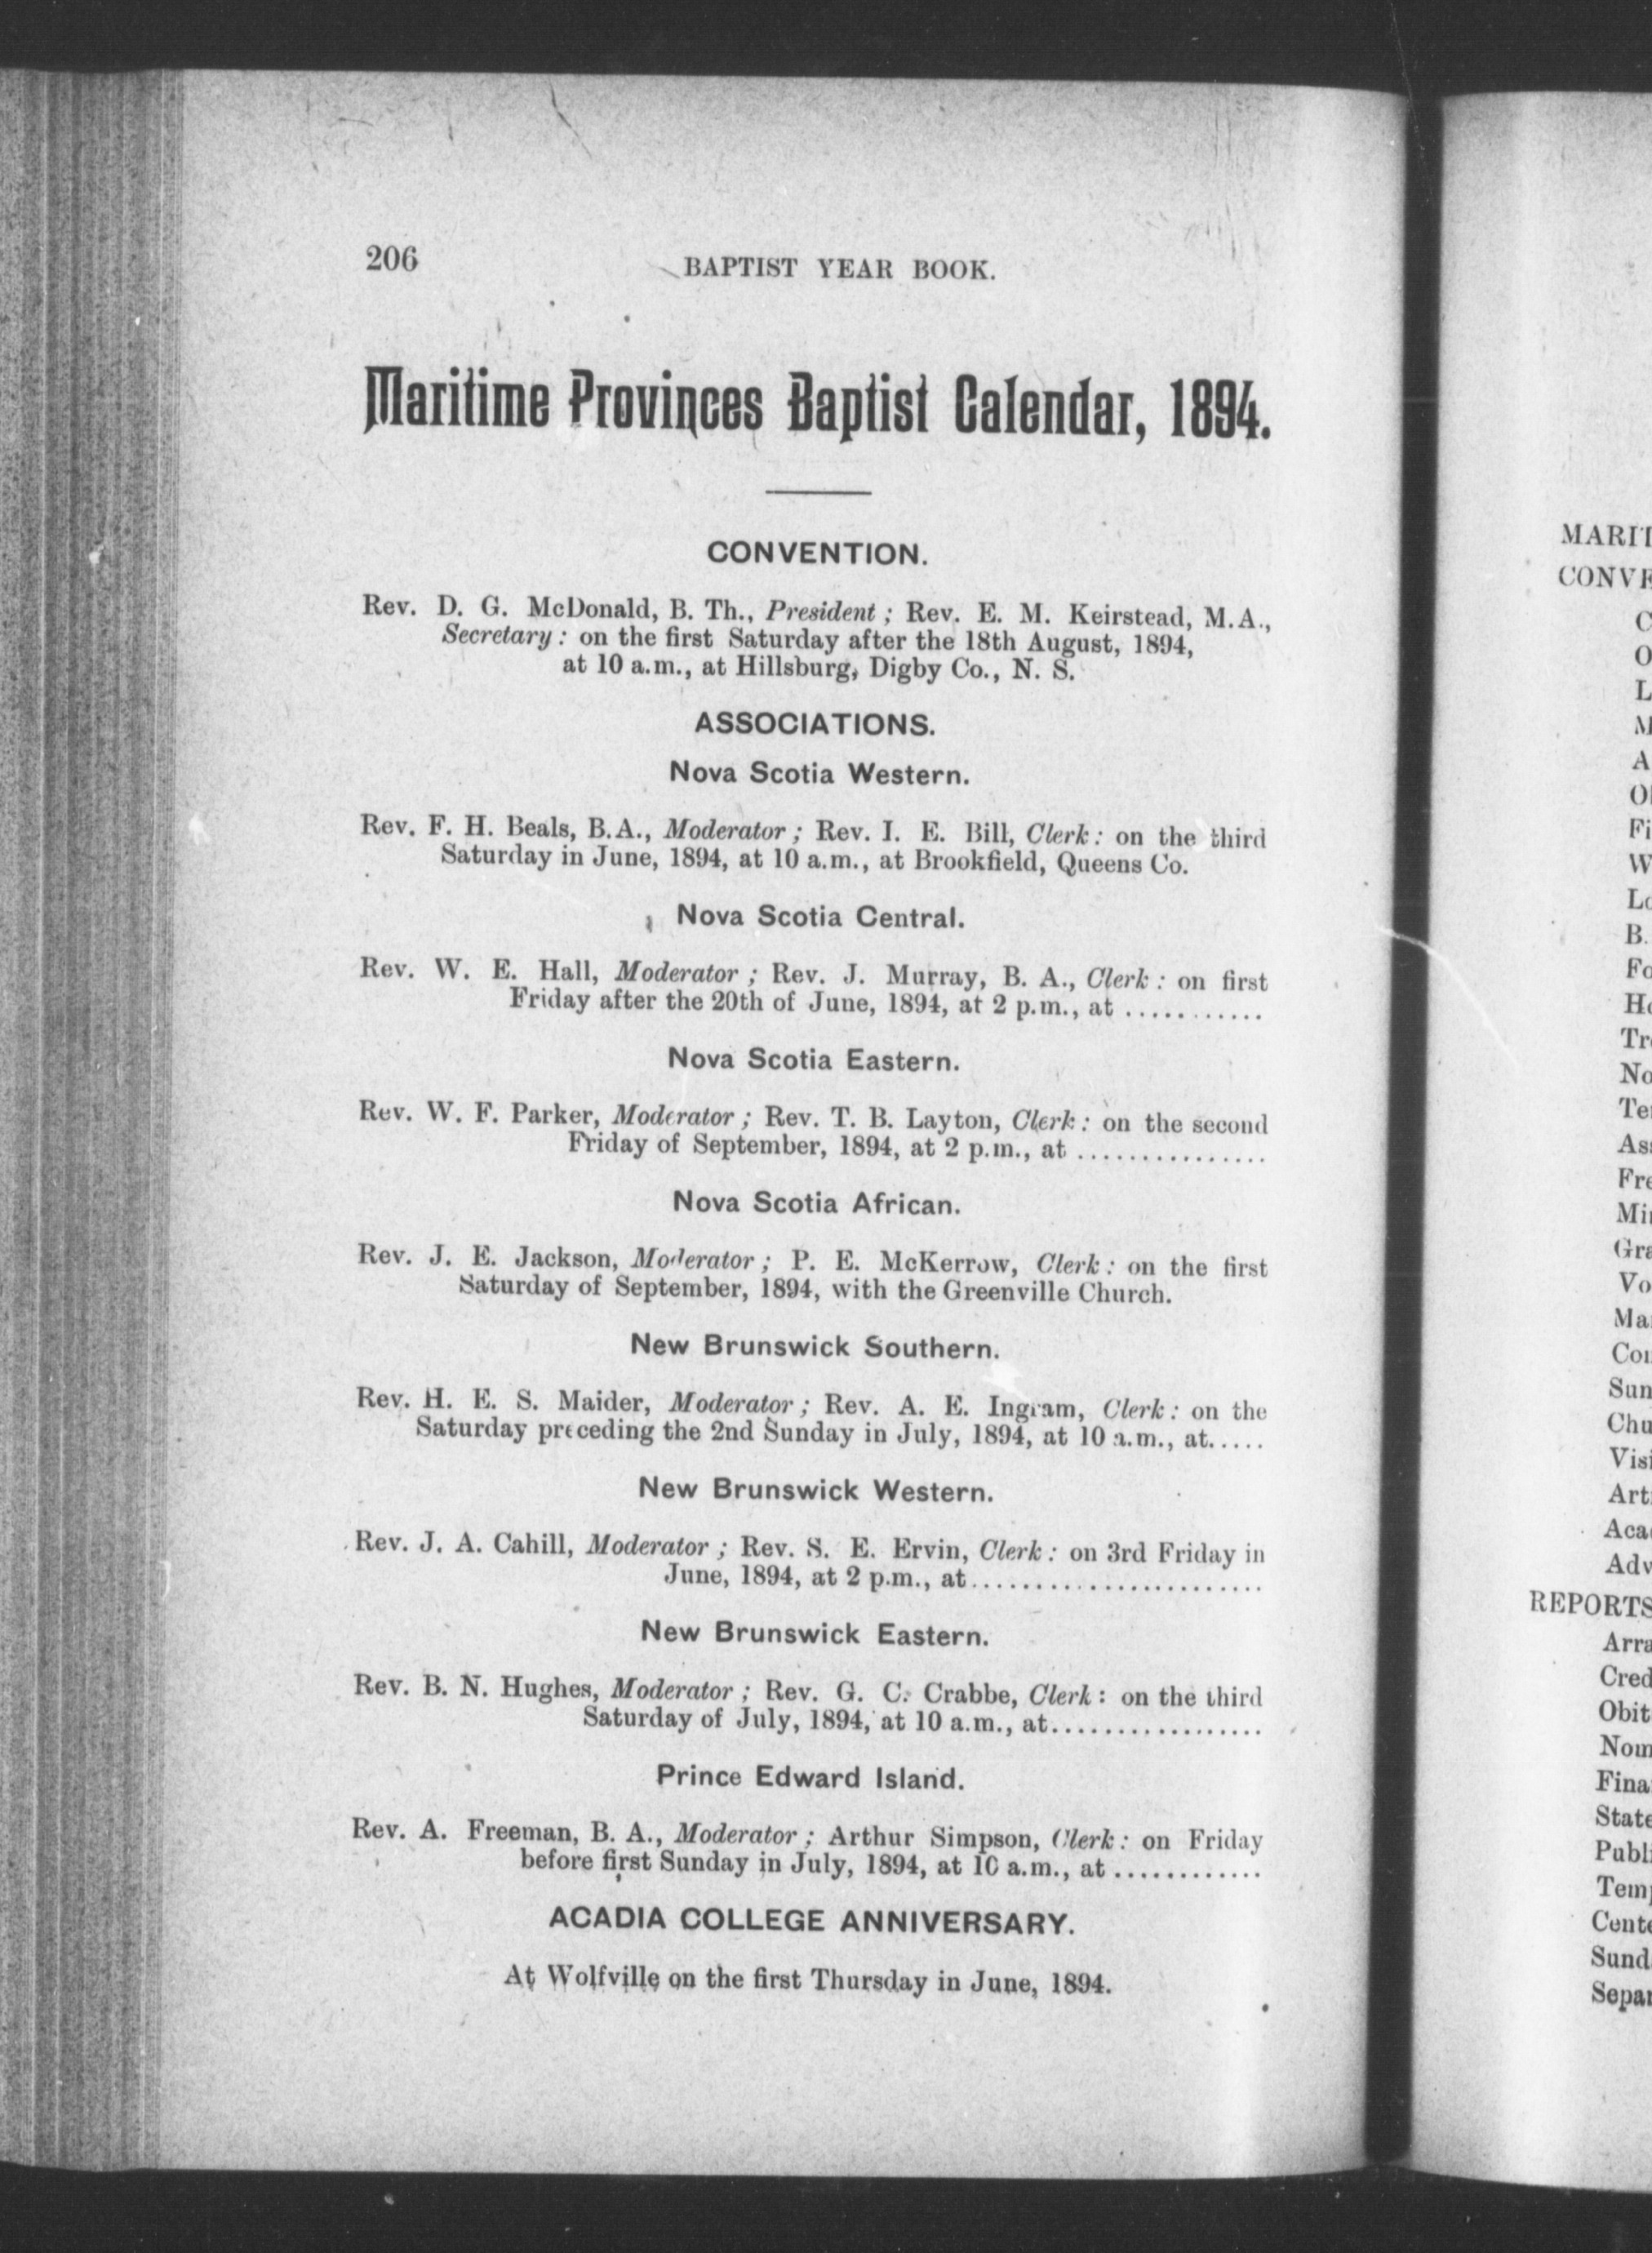 206
BAPTIST YEAR BOOK.
Maritime Provinces Baptist Calendar, 1894.
CONVENTION.
Rev. D. G. McDonald, B. Th., President; Rev. E. M. Keirstead, M.A.,
Secretary: on the first Saturday after the 18th August, 1894,
at 10 a.m., at Hillsburg, Digby Co., N. S.
ASSOCIATIONS.
Nova Scotia Western.
Rev. F. H. Beals, B.A., Moderator; Rev. I. E. Bill, Clerk: on the third
Saturday in June, 1894, at 10 a.m., at Brookfield, Queens Co.
Nova Scotia Central.
Rev. W. E. Hall, Moderator; Rev. J. Murray, B. A., Clerk: on first
Friday after the 20th of June, 1894, at 2 p.m., at ...........
Nova Scotia Eastern.
Rev. W. F. Parker, Moderator; Rev. T. B. Layton, Clerk: on the second
Friday of September, 1894, at 2 p.m., at ...............
Nova Scotia African.
Rev. J. E. Jackson, Moderator; P. E. McKerrow, Clerk: on the first
Saturday of September, 1894, with the Greenville Church.
New Brunswick Southern.
Rev. H. E. S. Maider, Moderator; Rev. A. E. Ingram, Clerk: on the
Saturday preceding the 2nd Sunday in July, 1894, at 10 a.m., at.....
New Brunswick Western.
Rev. J. A. Cahill, Moderator; Rev. S. E. Ervin, Clerk: on 3rd Friday in
June, 1894, at 2 p.m., at.......................
New Brunswick Eastern.
Rev. B. N. Hughes, Moderator; Rev. G. C. Crabbe, Clerk: on the third
Saturday of July, 1894, at 10 a.m., at.................
Prince Edward Island.
Rev. A. Freeman, B. A., Moderator; Arthur Simpson, Clerk: on Friday
before first Sunday in July, 1894, at 10 a.m., at ............
ACADIA COLLEGE ANNIVERSARY.
At Wolfville on the first Thursday in June, 1894.
REPORTS